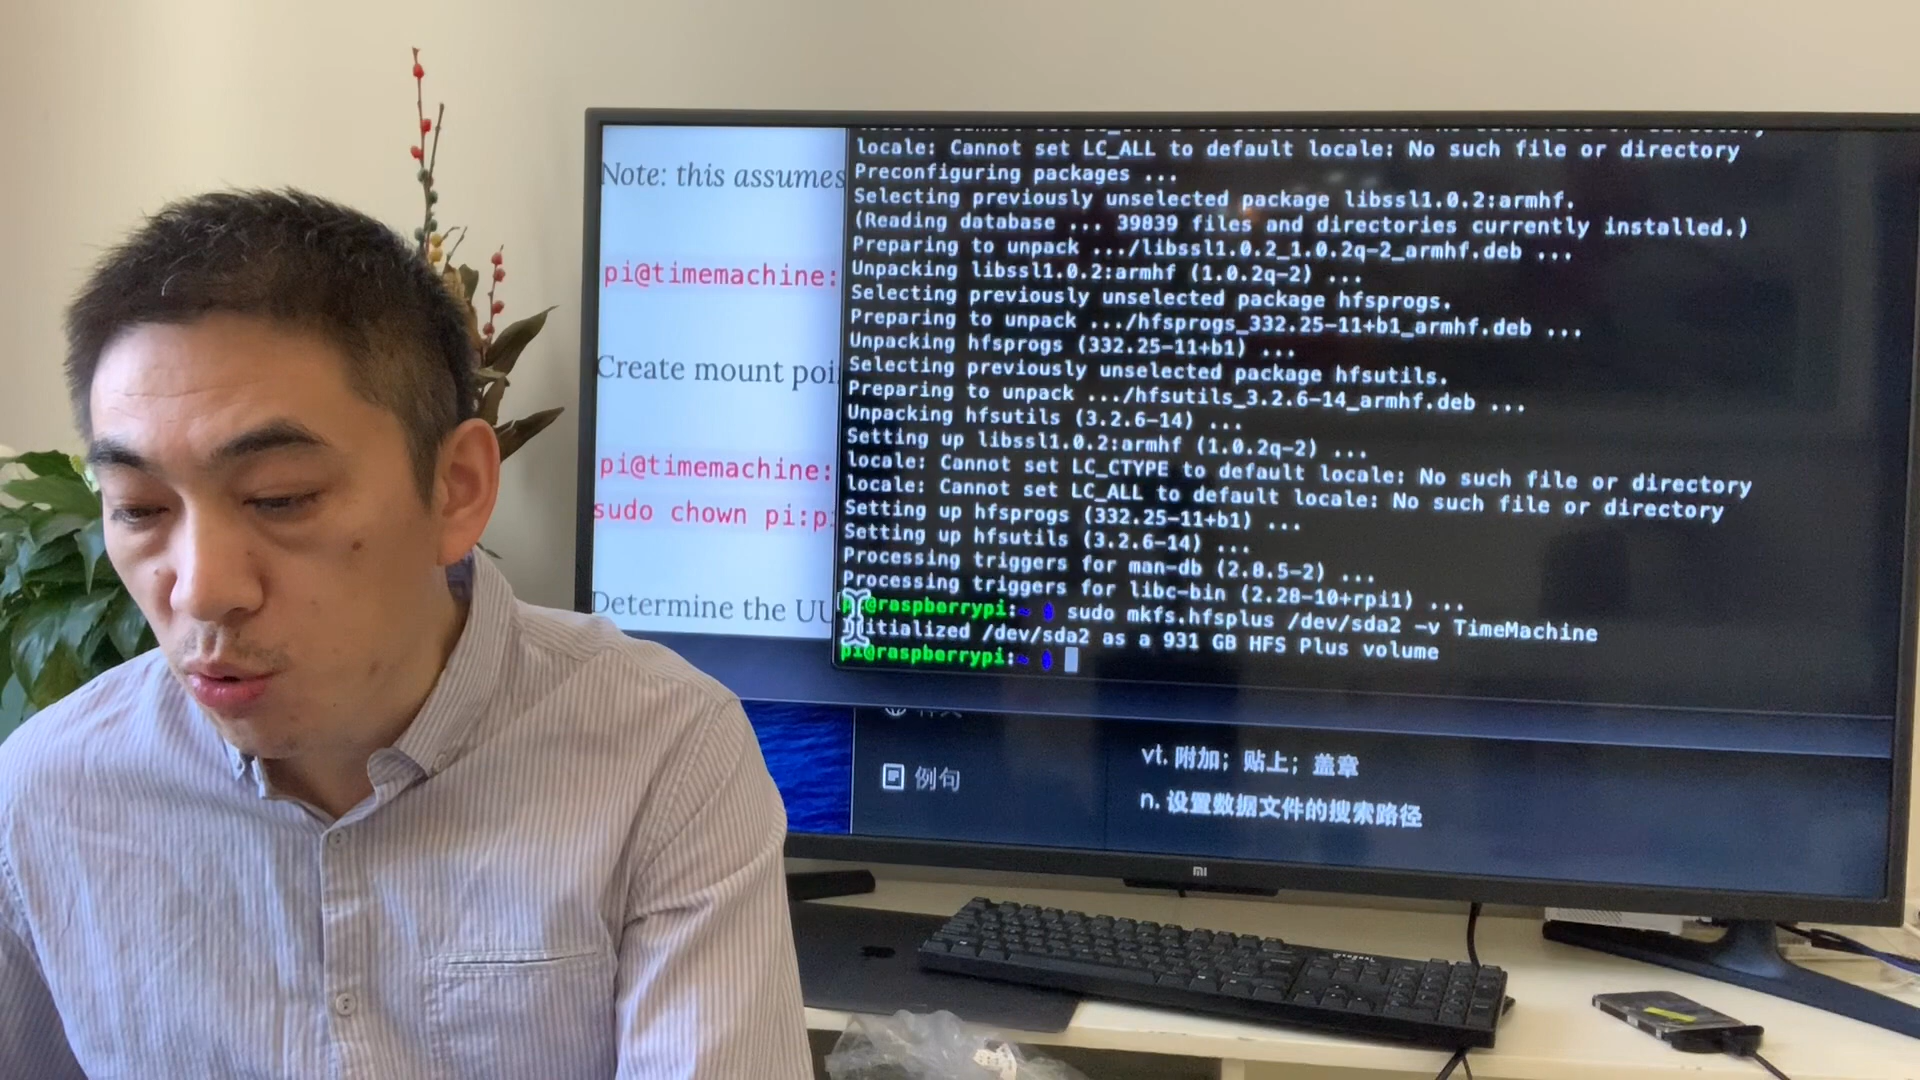 Note: this assumes
pi@timemachine:
Create mount poi
pi@timemachine:
sudo chown pi:p
Determine the UU
locale: Cannot set LC_ALL to default locale: No such file or directory
Preconfiguring packages ...
Selecting previously unselected package libssl1.0.2:armhf.
(Reading database ... 39839 files and directories currently installed.)
Preparing to unpack .../libssl1.0.2_1.0.2q-2_armhf.deb ...
Unpacking libssl1.0.2:armhf (1.0.2q-2) ...
Selecting previously unselected package hfsprogs.
Preparing to unpack .../hfsprogs_332.25-11+b1_armhf.deb ...
Unpacking hfsprogs (332.25-11+b1) ...
Selecting previously unselected package hfsutils.
Preparing to unpack .../hfsutils_3.2.6-14_armhf.deb ...
Unpacking hfsutils (3.2.6-14) ...
Setting up libssl1.0.2:armhf (1.0.2q-2) ...
locale: Cannot set LC_CTYPE to default locale: No such file or directory
locale: Cannot set LC_ALL to default locale: No such file or directory
Setting up hfsprogs (332.25-11+b1) ...
Setting up hfsutils (3.2.6-14) ...
Processing triggers for man-db (2.8.5-2) ...
Processing triggers for libc-bin (2.28-10+rpi1) ...
pi@raspberrypi:~ $ sudo mkfs.hfsplus /dev/sda2 -v TimeMachine
Initialized /dev/sda2 as a 931 GB HFS Plus volume
pi@raspberrypi:~ $
例句
vt. 附加；贴上；盖章
n. 设置数据文件的搜索路径
mi